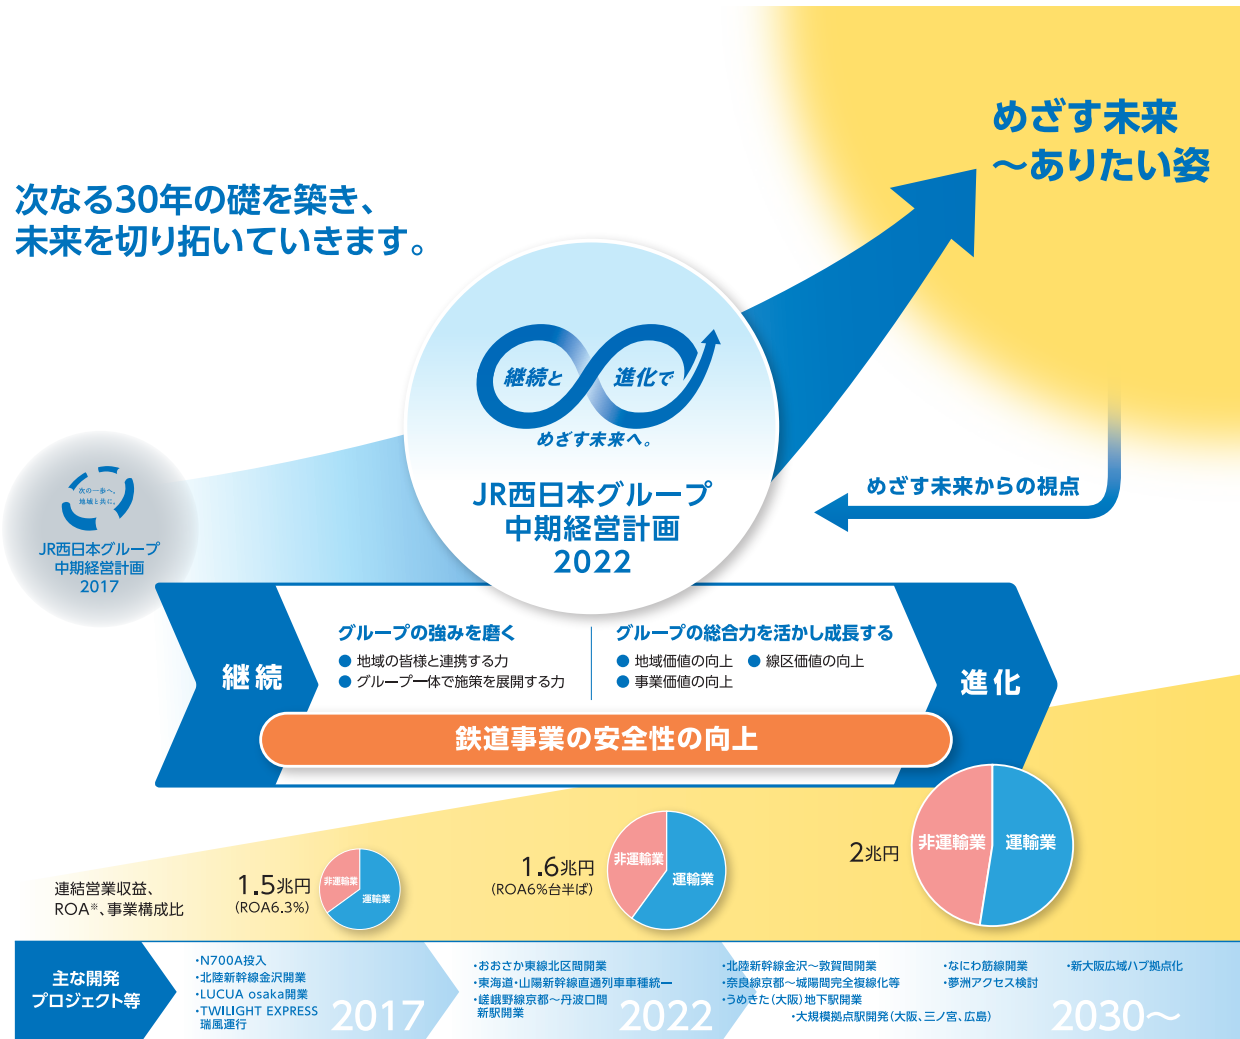 めざす未来
～ありたい姿
次なる30年の礎を築き、
未来を切り拓いていきます。
継続と
進化で
めざす未来へ。
JR西日本グループ
中期経営計画
2022
次の一歩へ。
地域と共に。
JR西日本グループ
中期経営計画
2017
めざす未来からの視点
継続
グループの強みを磨く
● 地域の皆様と連携する力
● グループ一体で施策を展開する力
グループの総合力を活かし成長する
● 地域価値の向上 ● 線区価値の向上
● 事業価値の向上
進化
鉄道事業の安全性の向上
連結営業収益、
ROA※、事業構成比
1.5兆円
(ROA6.3%)
非運輸業
運輸業
1.6兆円
(ROA6%台半ば)
非運輸業
運輸業
2兆円
非運輸業
運輸業
主な開発
プロジェクト等
・N700A投入
・北陸新幹線金沢開業
・LUCUA osaka開業
・TWILIGHT EXPRESS
瑞風運行
2017
・おおさか東線北区間開業
・東海道・山陽新幹線直通列車車種統一
・嵯峨野線京都～丹波口間
新駅開業
2022
・北陸新幹線金沢～敦賀間開業
・奈良線京都～城陽間完全複線化等
・うめきた(大阪)地下駅開業
・大規模拠点駅開発(大阪、三ノ宮、広島)
・なにわ筋線開業
・夢洲アクセス検討
・新大阪広域ハブ拠点化
2030～